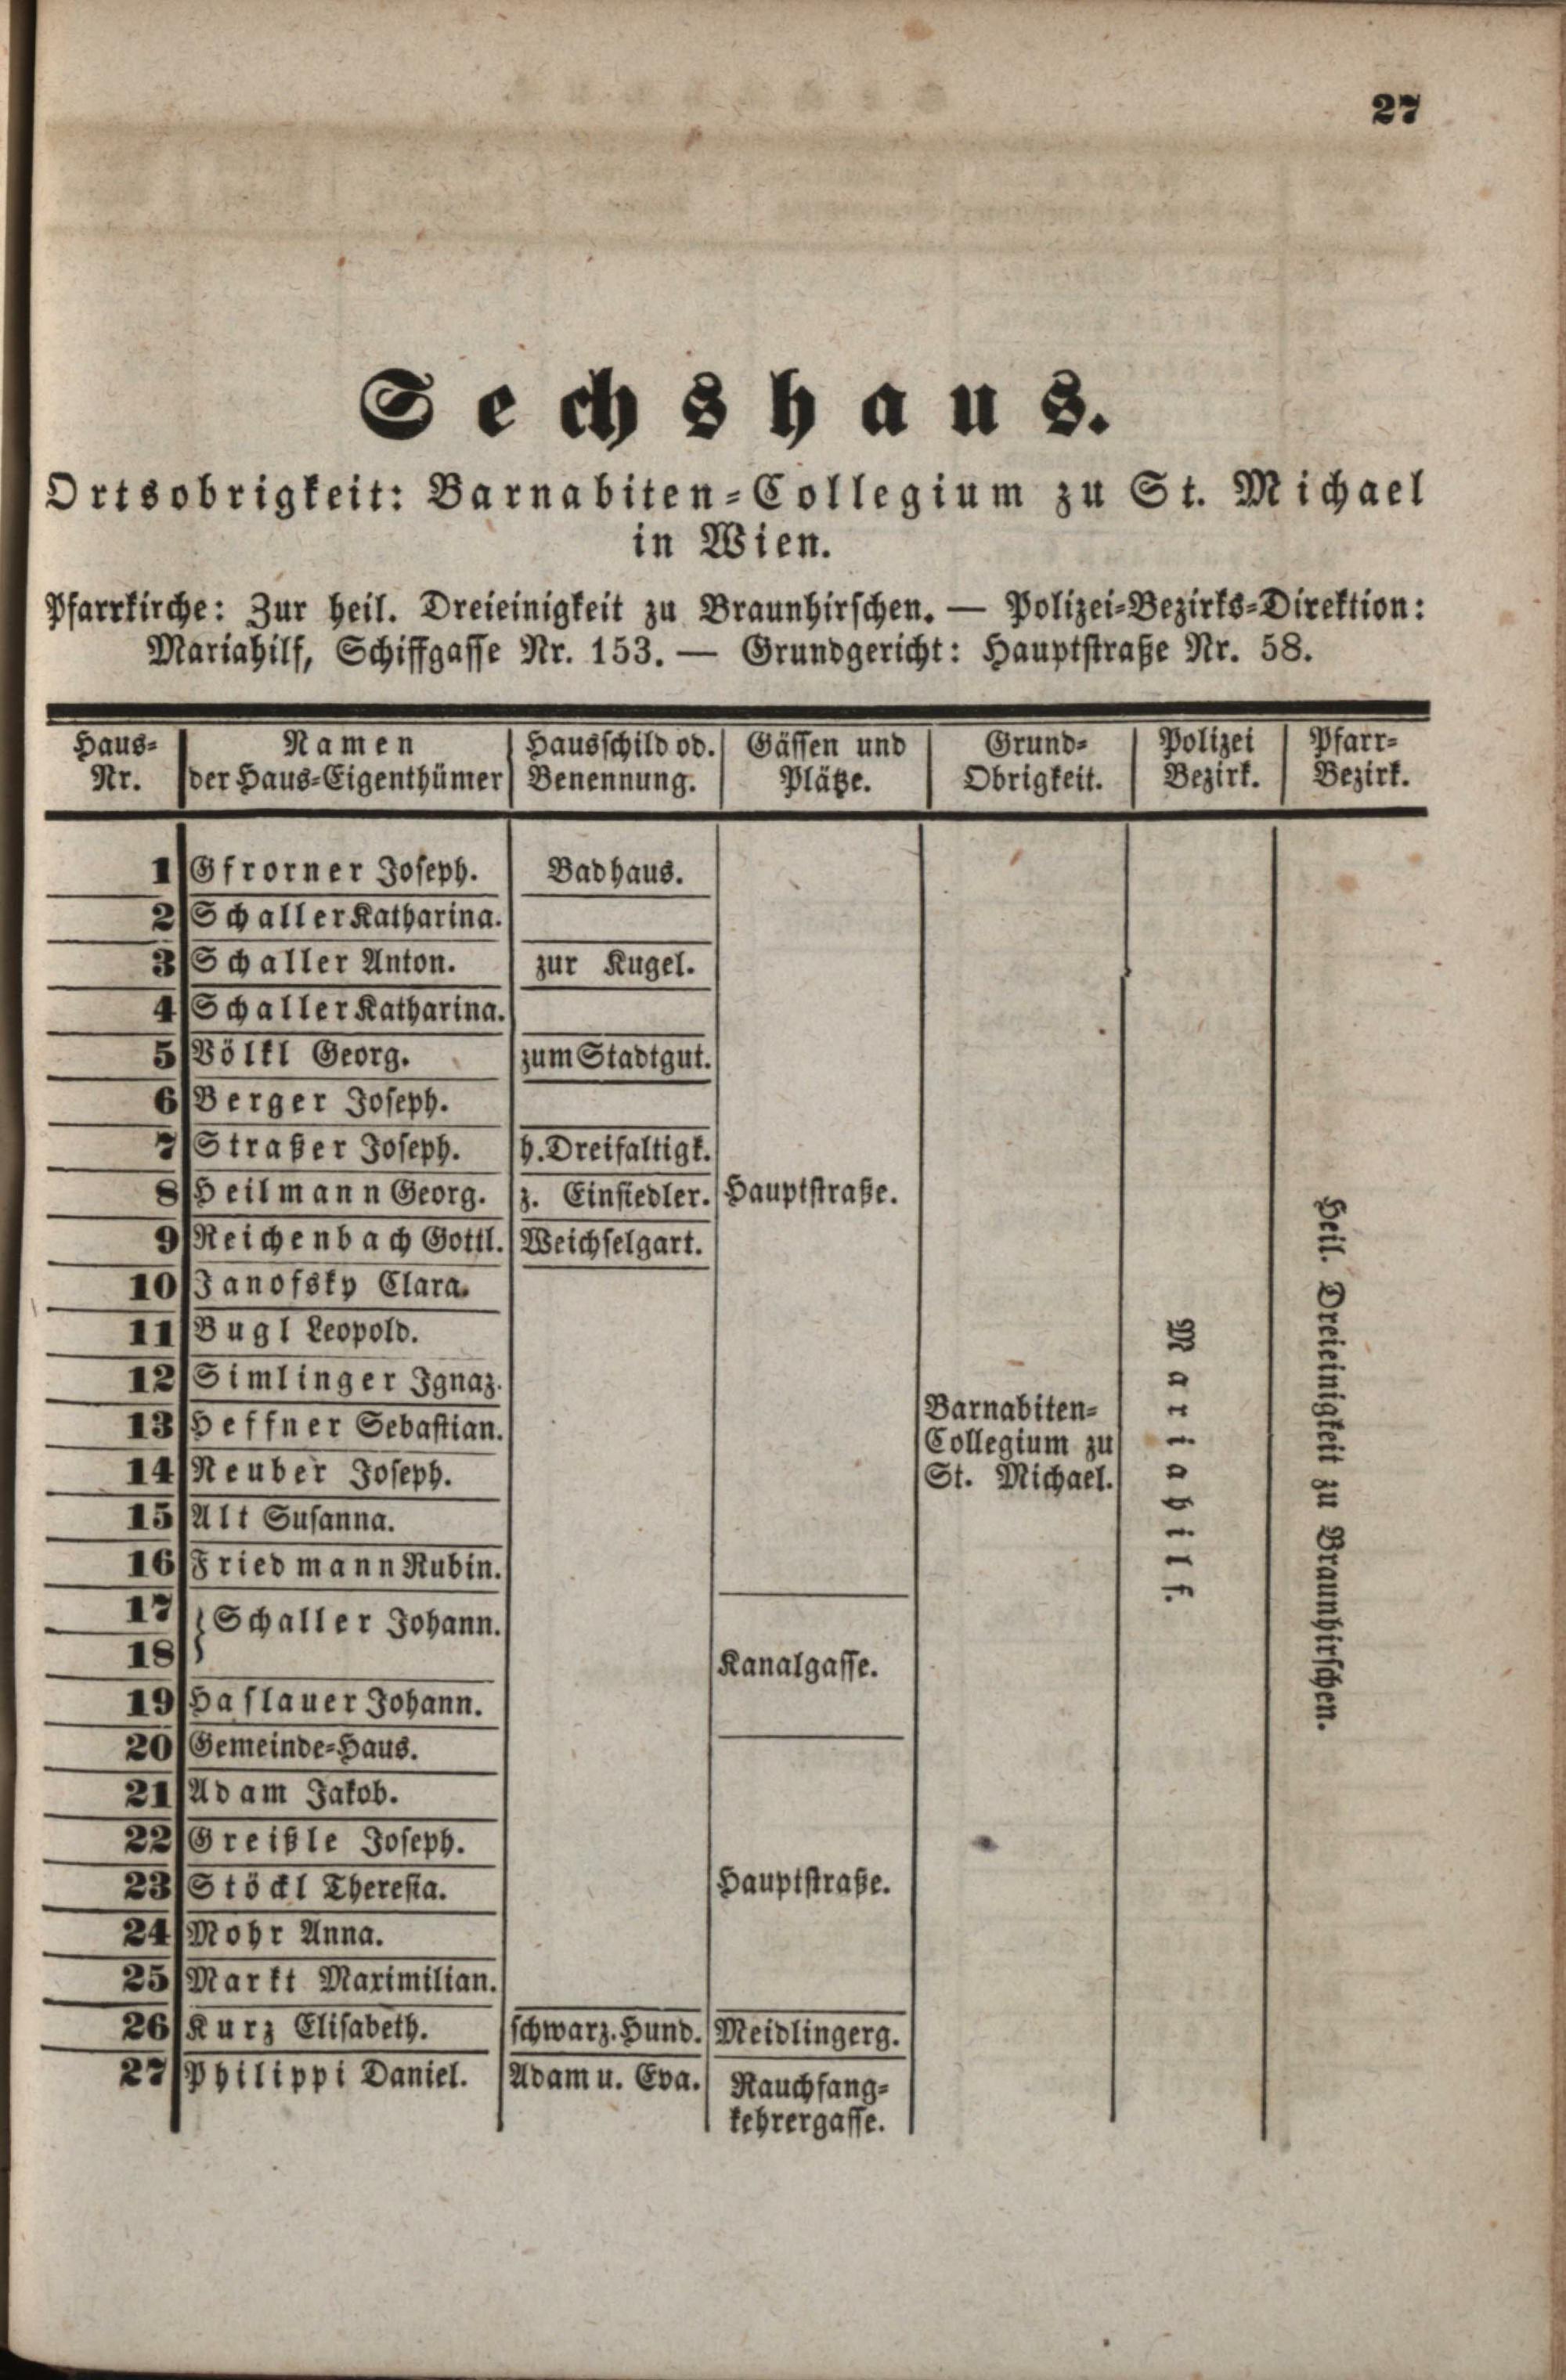 27
Sechshaus.
Ortsobrigkeit: Barnabiten-Collegium zu St. Michael
in Wien.
Pfarrkirche: Zur heil. Dreieinigkeit zu Braunhirschen. — Polizei-Bezirks-Direktion:
Mariahilf, Schiffgasse Nr. 153. — Grundgericht: Hauptstraße Nr. 58.
Haus-Nr. | Namen der Haus-Eigenthümer | Hausschild od. Benennung. | Gässen und Plätze. | Grund-Obrigkeit. | Polizei Bezirk. | Pfarr-Bezirk.
1 Gfrorner Joseph. Badhaus.
2 Schaller Katharina.
3 Schaller Anton. zur Kugel.
4 Schaller Katharina.
5 Völkl Georg. zum Stadtgut.
6 Berger Joseph.
7 Straßer Joseph. h. Dreifaltigk.
8 Heilmann Georg. z. Einsiedler. Hauptstraße.
9 Reichenbach Gottl. Weichselgart.
10 Janofsky Clara.
11 Bugl Leopold.
12 Simlinger Ignaz.
13 Heffner Sebastian.
14 Neuber Joseph.
15 Alt Susanna.
16 Friedmann Rubin.
17
18 } Schaller Johann.
Kanalgasse.
19 Haslauer Johann.
20 Gemeinde-Haus.
21 Adam Jakob.
22 Greißle Joseph.
23 Stöckl Theresia. Hauptstraße.
24 Mohr Anna.
25 Markt Maximilian.
26 Kurz Elisabeth. schwarz. Hund. Meidlingerg.
27 Philippi Daniel. Adam u. Eva. Rauchfang-
kehrergasse.
Barnabiten-
Collegium zu
St. Michael.
Mariahilf.
Heil. Dreieinigkeit zu Braunhirschen.